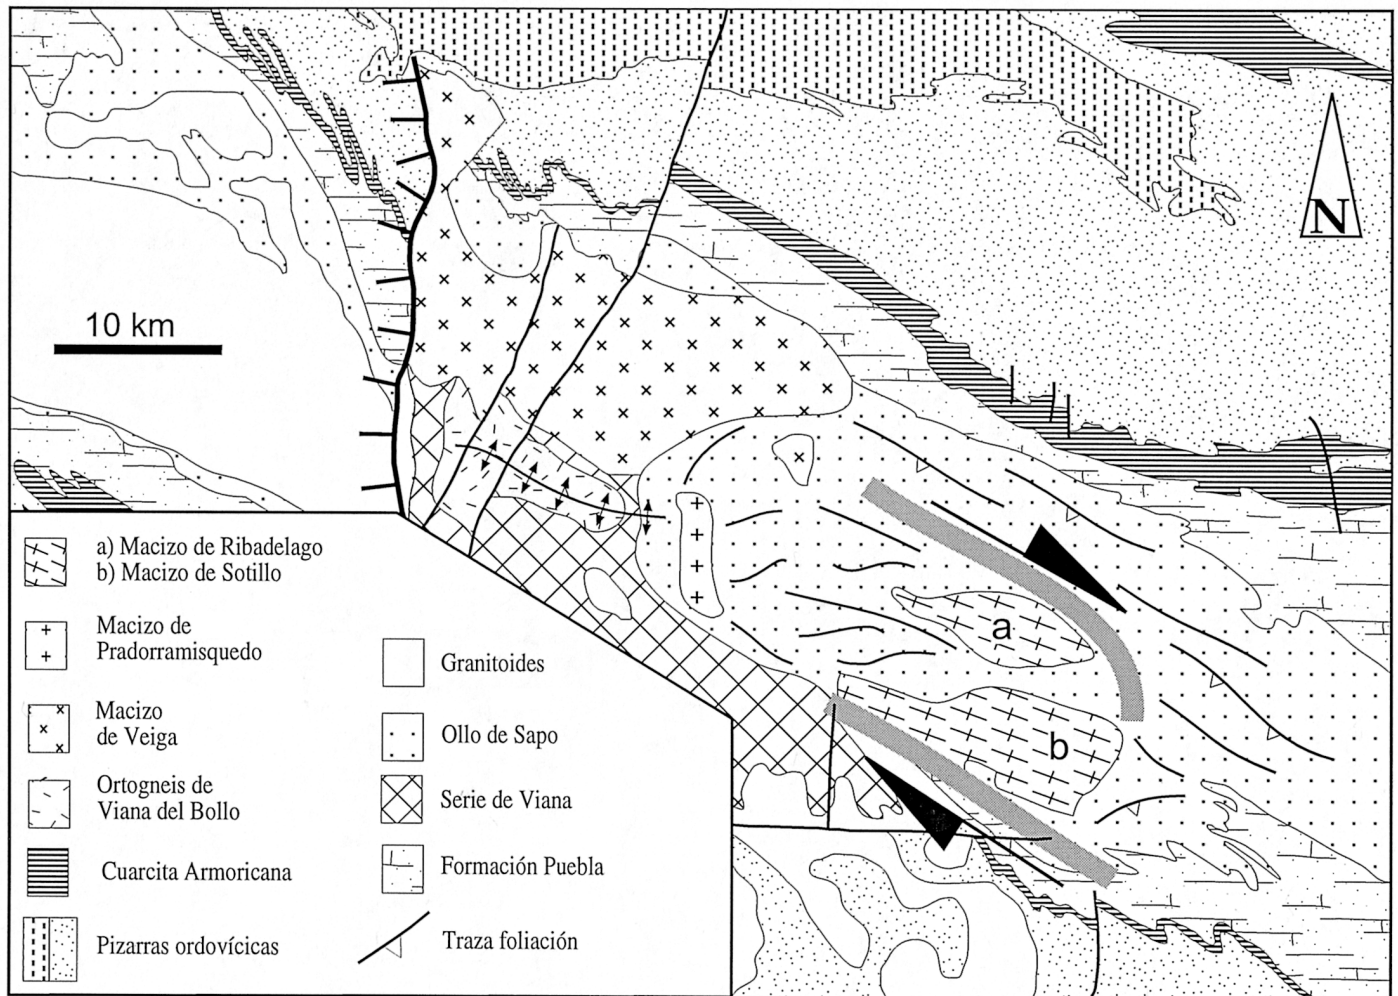 N
10 km
a
b
a) Macizo de Ribadelago
b) Macizo de Sotillo
Macizo de
Pradorramisquedo
Macizo
de Veiga
Ortogneis de
Viana del Bollo
Cuarcita Armoricana
Pizarras ordovícicas
Granitoides
Ollo de Sapo
Serie de Viana
Formación Puebla
Traza foliación